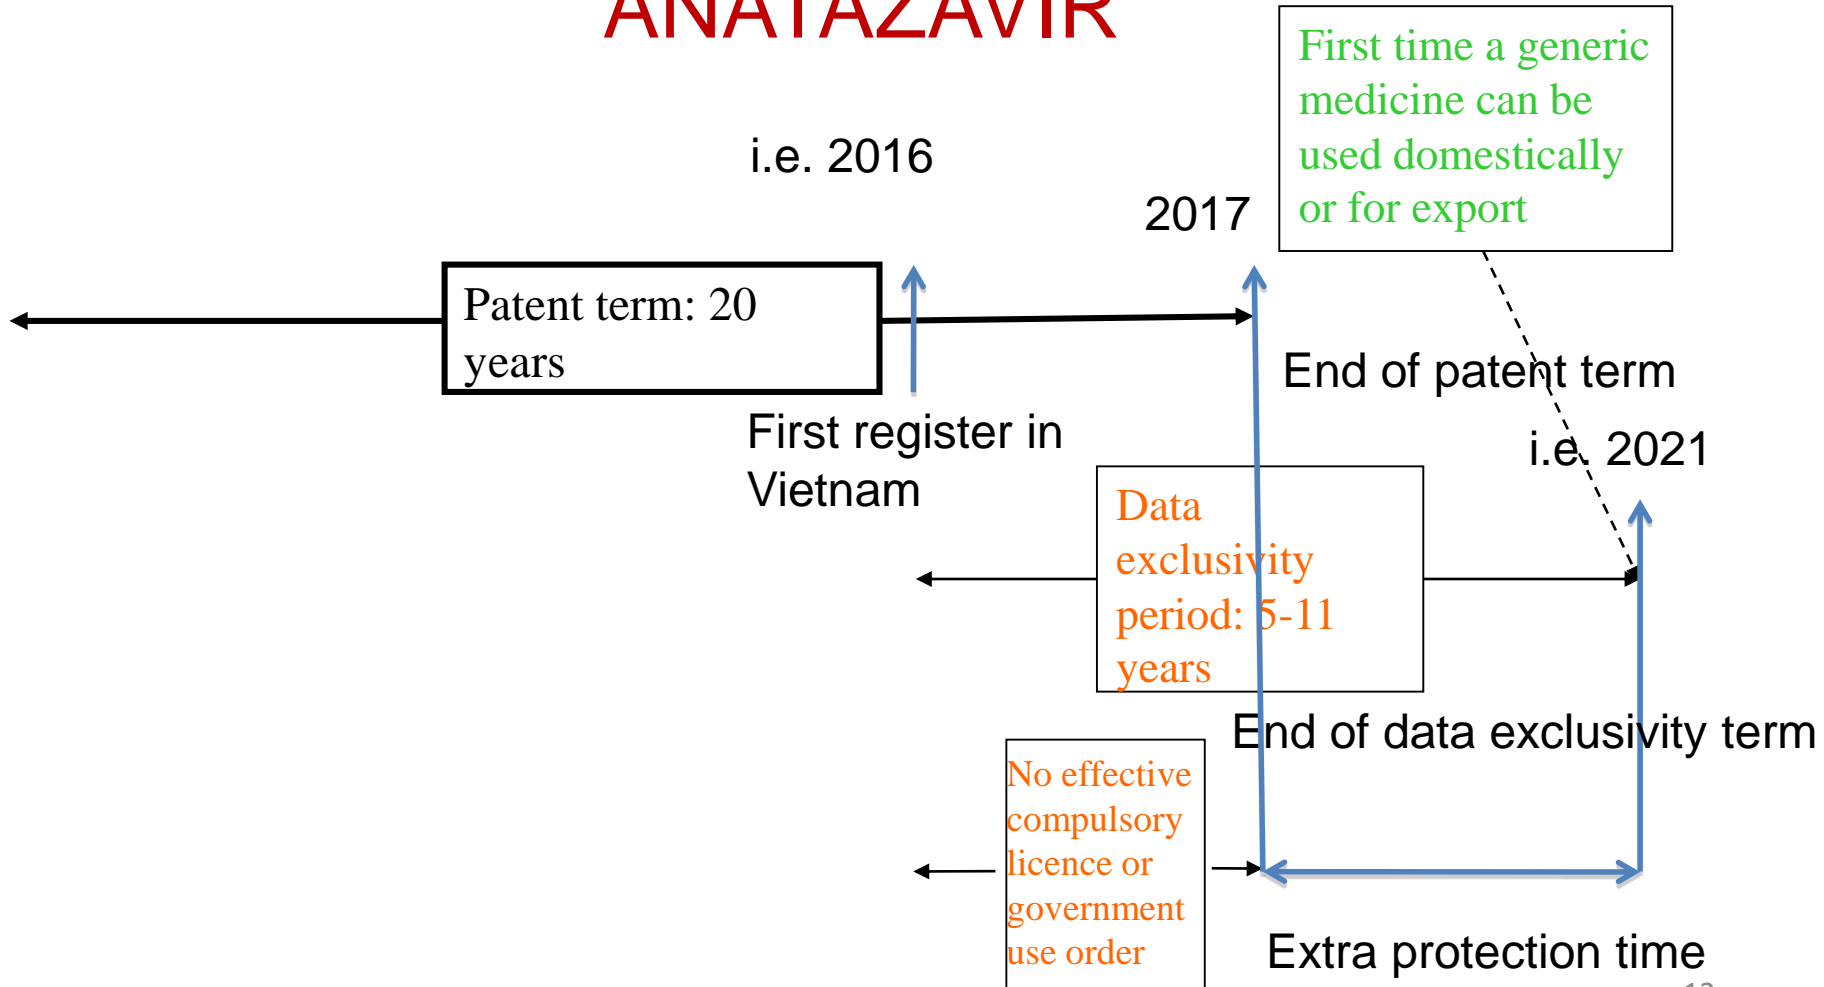 ANATAZAVIR
First time a generic
medicine can be
used domestically
or for export
i.e. 2016
2017
Patent term: 20
years
End of patent term
First register in
Vietnam
i.e. 2021
Data
exclusivity
period: 5-11
years
End of data exclusivity term
No effective
compulsory
licence or
government
use order
Extra protection time